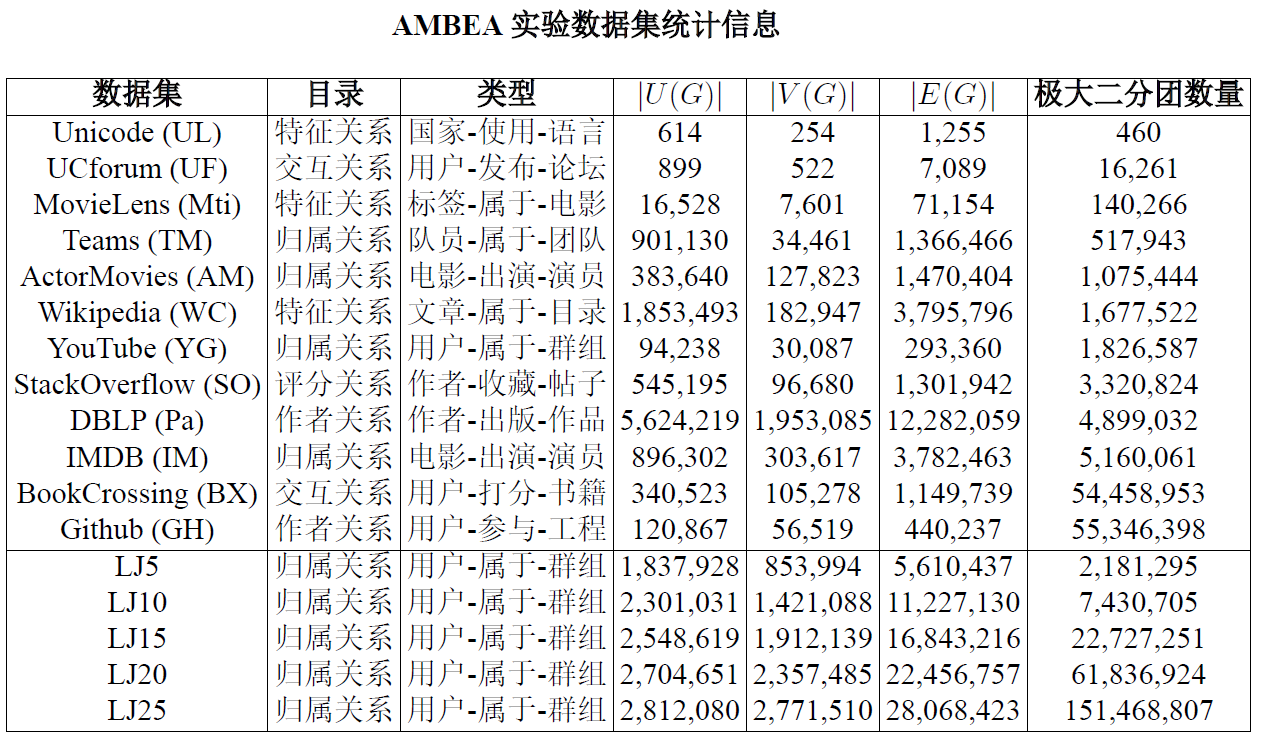 AMBEA 实验数据集统计信息
数据集 目录 类型 |U(G)| |V(G)| |E(G)| 极大二分团数量
Unicode (UL) 特征关系 国家-使用-语言 614 254 1,255 460
UCforum (UF) 交互关系 用户-发布-论坛 899 522 7,089 16,261
MovieLens (Mti) 特征关系 标签-属于-电影 16,528 7,601 71,154 140,266
Teams (TM) 归属关系 队员-属于-团队 901,130 34,461 1,366,466 517,943
ActorMovies (AM) 归属关系 电影-出演-演员 383,640 127,823 1,470,404 1,075,444
Wikipedia (WC) 特征关系 文章-属于-目录 1,853,493 182,947 3,795,796 1,677,522
YouTube (YG) 归属关系 用户-属于-群组 94,238 30,087 293,360 1,826,587
StackOverflow (SO) 评分关系 作者-收藏-帖子 545,195 96,680 1,301,942 3,320,824
DBLP (Pa) 作者关系 作者-出版-作品 5,624,219 1,953,085 12,282,059 4,899,032
IMDB (IM) 归属关系 电影-出演-演员 896,302 303,617 3,782,463 5,160,061
BookCrossing (BX) 交互关系 用户-打分-书籍 340,523 105,278 1,149,739 54,458,953
Github (GH) 作者关系 用户-参与-工程 120,867 56,519 440,237 55,346,398
LJ5 归属关系 用户-属于-群组 1,837,928 853,994 5,610,437 2,181,295
LJ10 归属关系 用户-属于-群组 2,301,031 1,421,088 11,227,130 7,430,705
LJ15 归属关系 用户-属于-群组 2,548,619 1,912,139 16,843,216 22,727,251
LJ20 归属关系 用户-属于-群组 2,704,651 2,357,485 22,456,757 61,836,924
LJ25 归属关系 用户-属于-群组 2,812,080 2,771,510 28,068,423 151,468,807